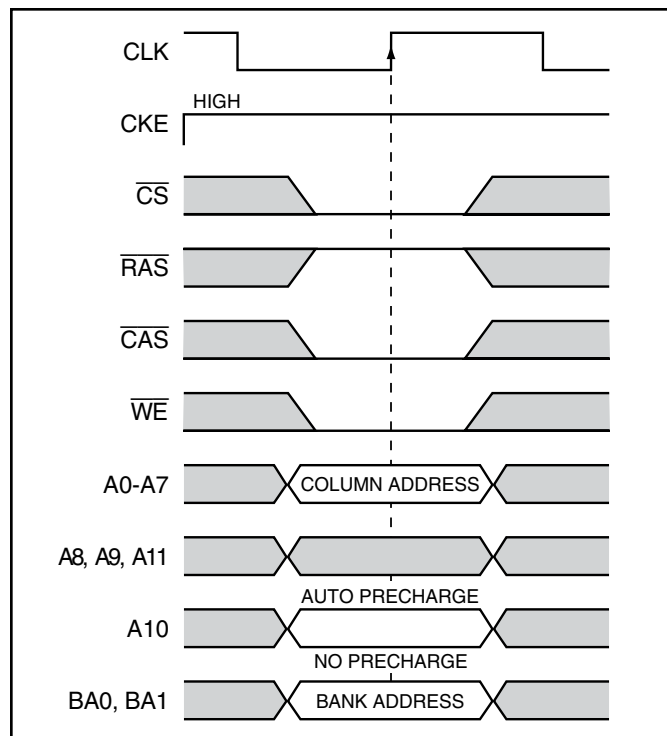 CLK
HIGH
CKE
CS
RAS
CAS
WE
A0-A7 COLUMN ADDRESS
A8, A9, A11
AUTO PRECHARGE
A10
NO PRECHARGE
BA0, BA1 BANK ADDRESS